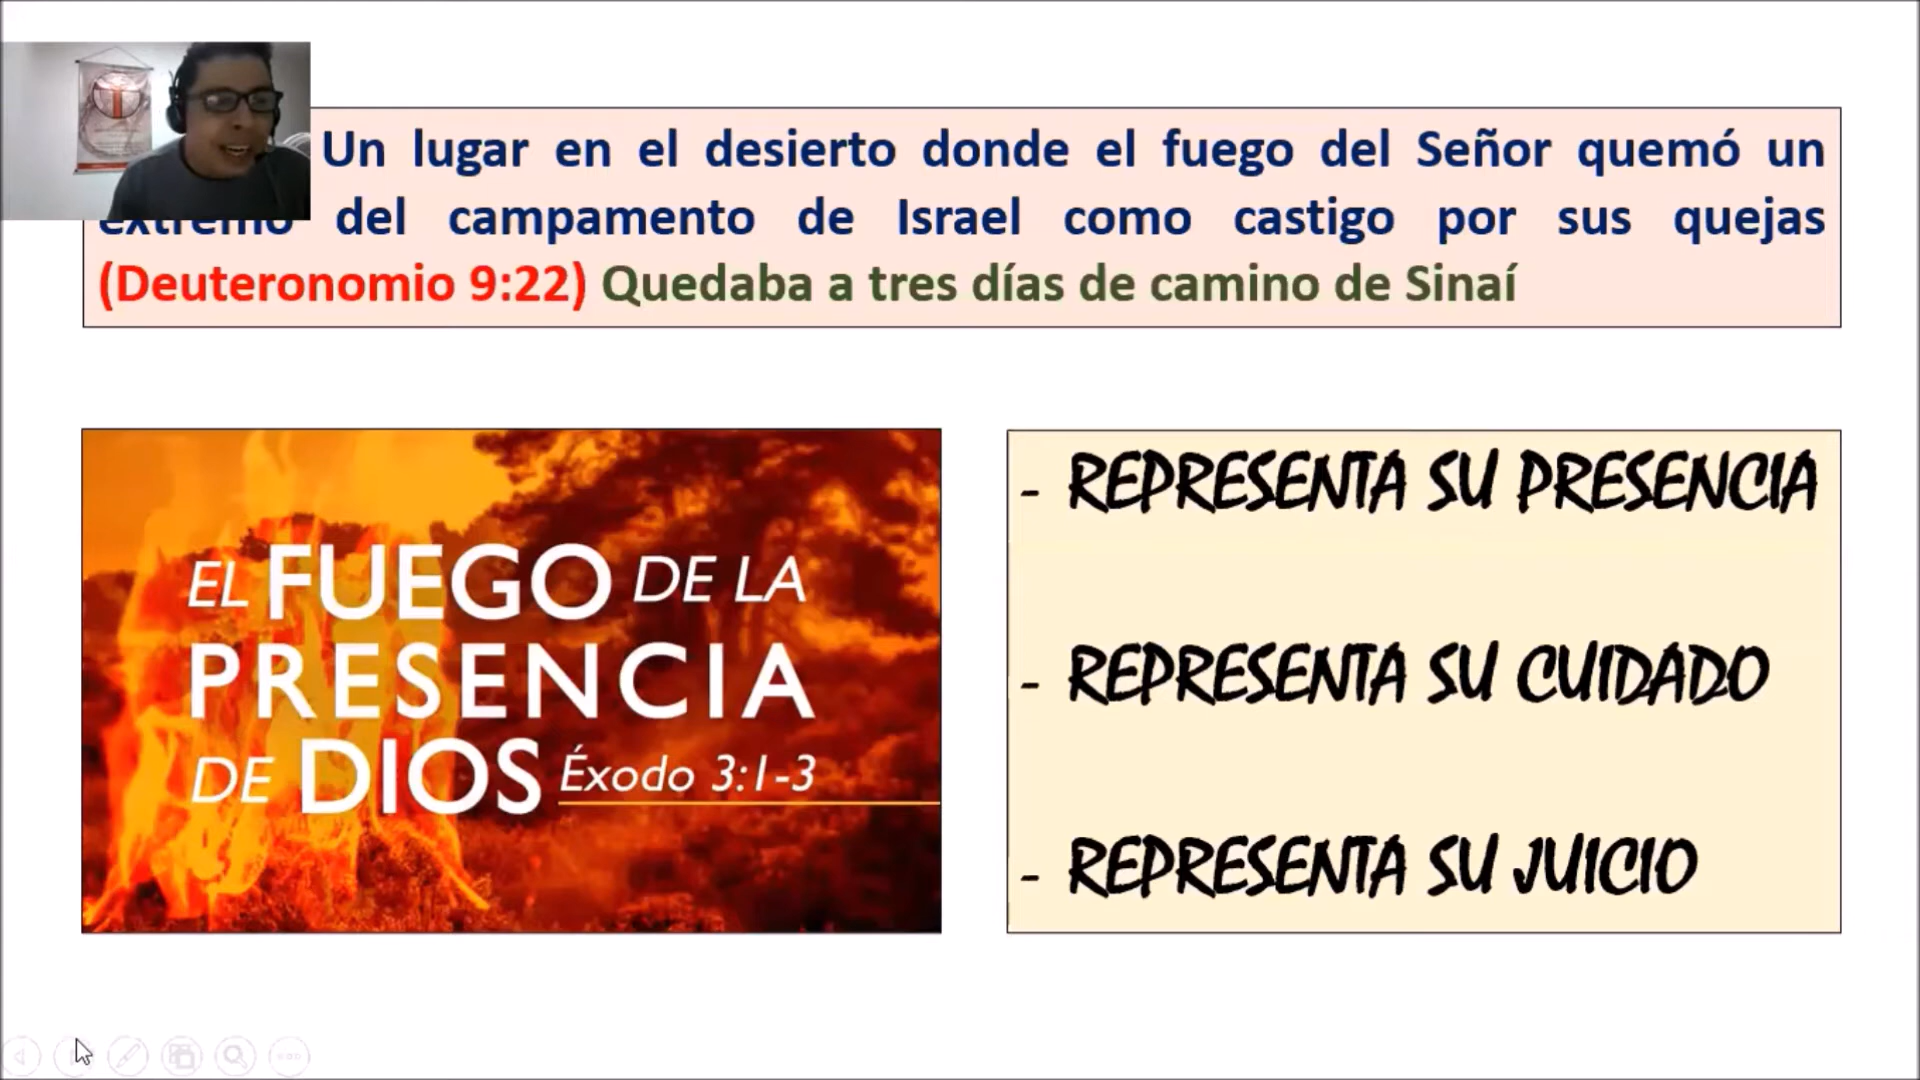 Un lugar en el desierto donde el fuego del Señor quemó un
extremo del campamento de Israel como castigo por sus quejas
(Deuteronomio 9:22) Quedaba a tres días de camino de Sinaí
EL FUEGO DE LA
PRESENCIA
DE DIOS Éxodo 3:1-3
- REPRESENTA SU PRESENCIA
- REPRESENTA SU CUIDADO
- REPRESENTA SU JUICIO